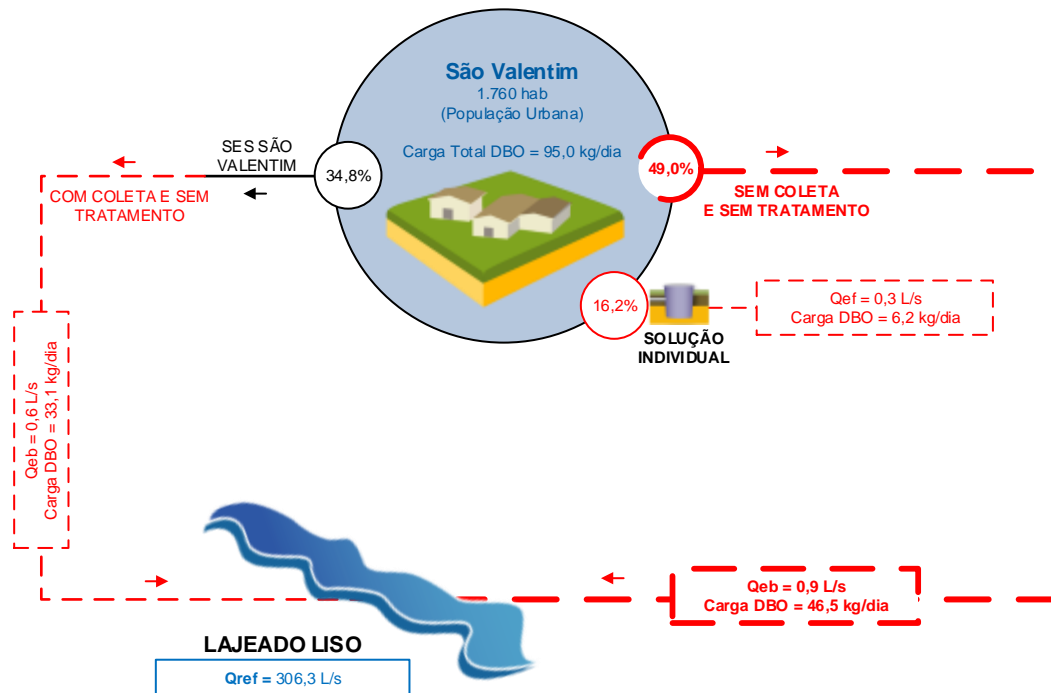 São Valentim
1.760 hab
(População Urbana)
Carga Total DBO = 95,0 kg/dia
SES SÃO
VALENTIM
34,8%
COM COLETA E SEM
TRATAMENTO
49,0%
SEM COLETA
E SEM TRATAMENTO
16,2%
SOLUÇÃO
INDIVIDUAL
Qef = 0,3 L/s
Carga DBO = 6,2 kg/dia
Qeb = 0,6 L/s
Carga DBO = 33,1 kg/dia
Qeb = 0,9 L/s
Carga DBO = 46,5 kg/dia
LAJEADO LISO
Qref = 306,3 L/s